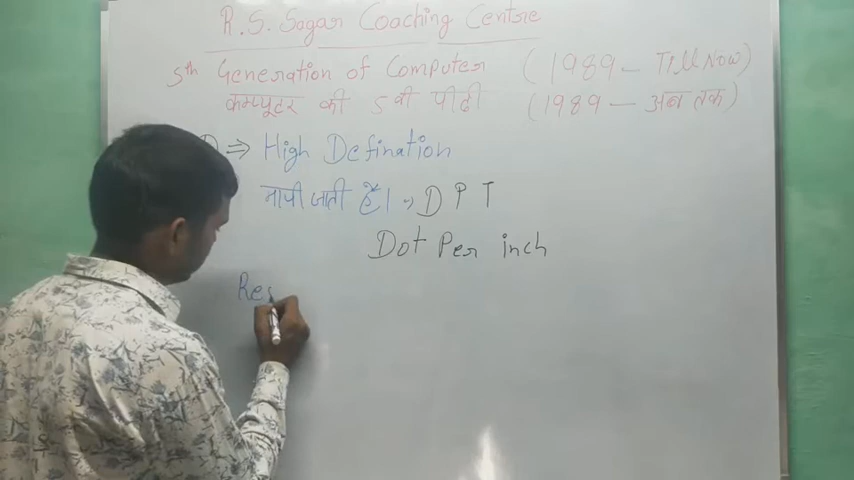 R.S. Sagar Coaching Centre
5th Generation of Computer (1989 - Till Now)
कम्प्यूटर की 5 वी पीढ़ी (1989 - अब तक)
D ⇒ High Defination
नापी जाती है। → D P T
Dot Per inch
Res